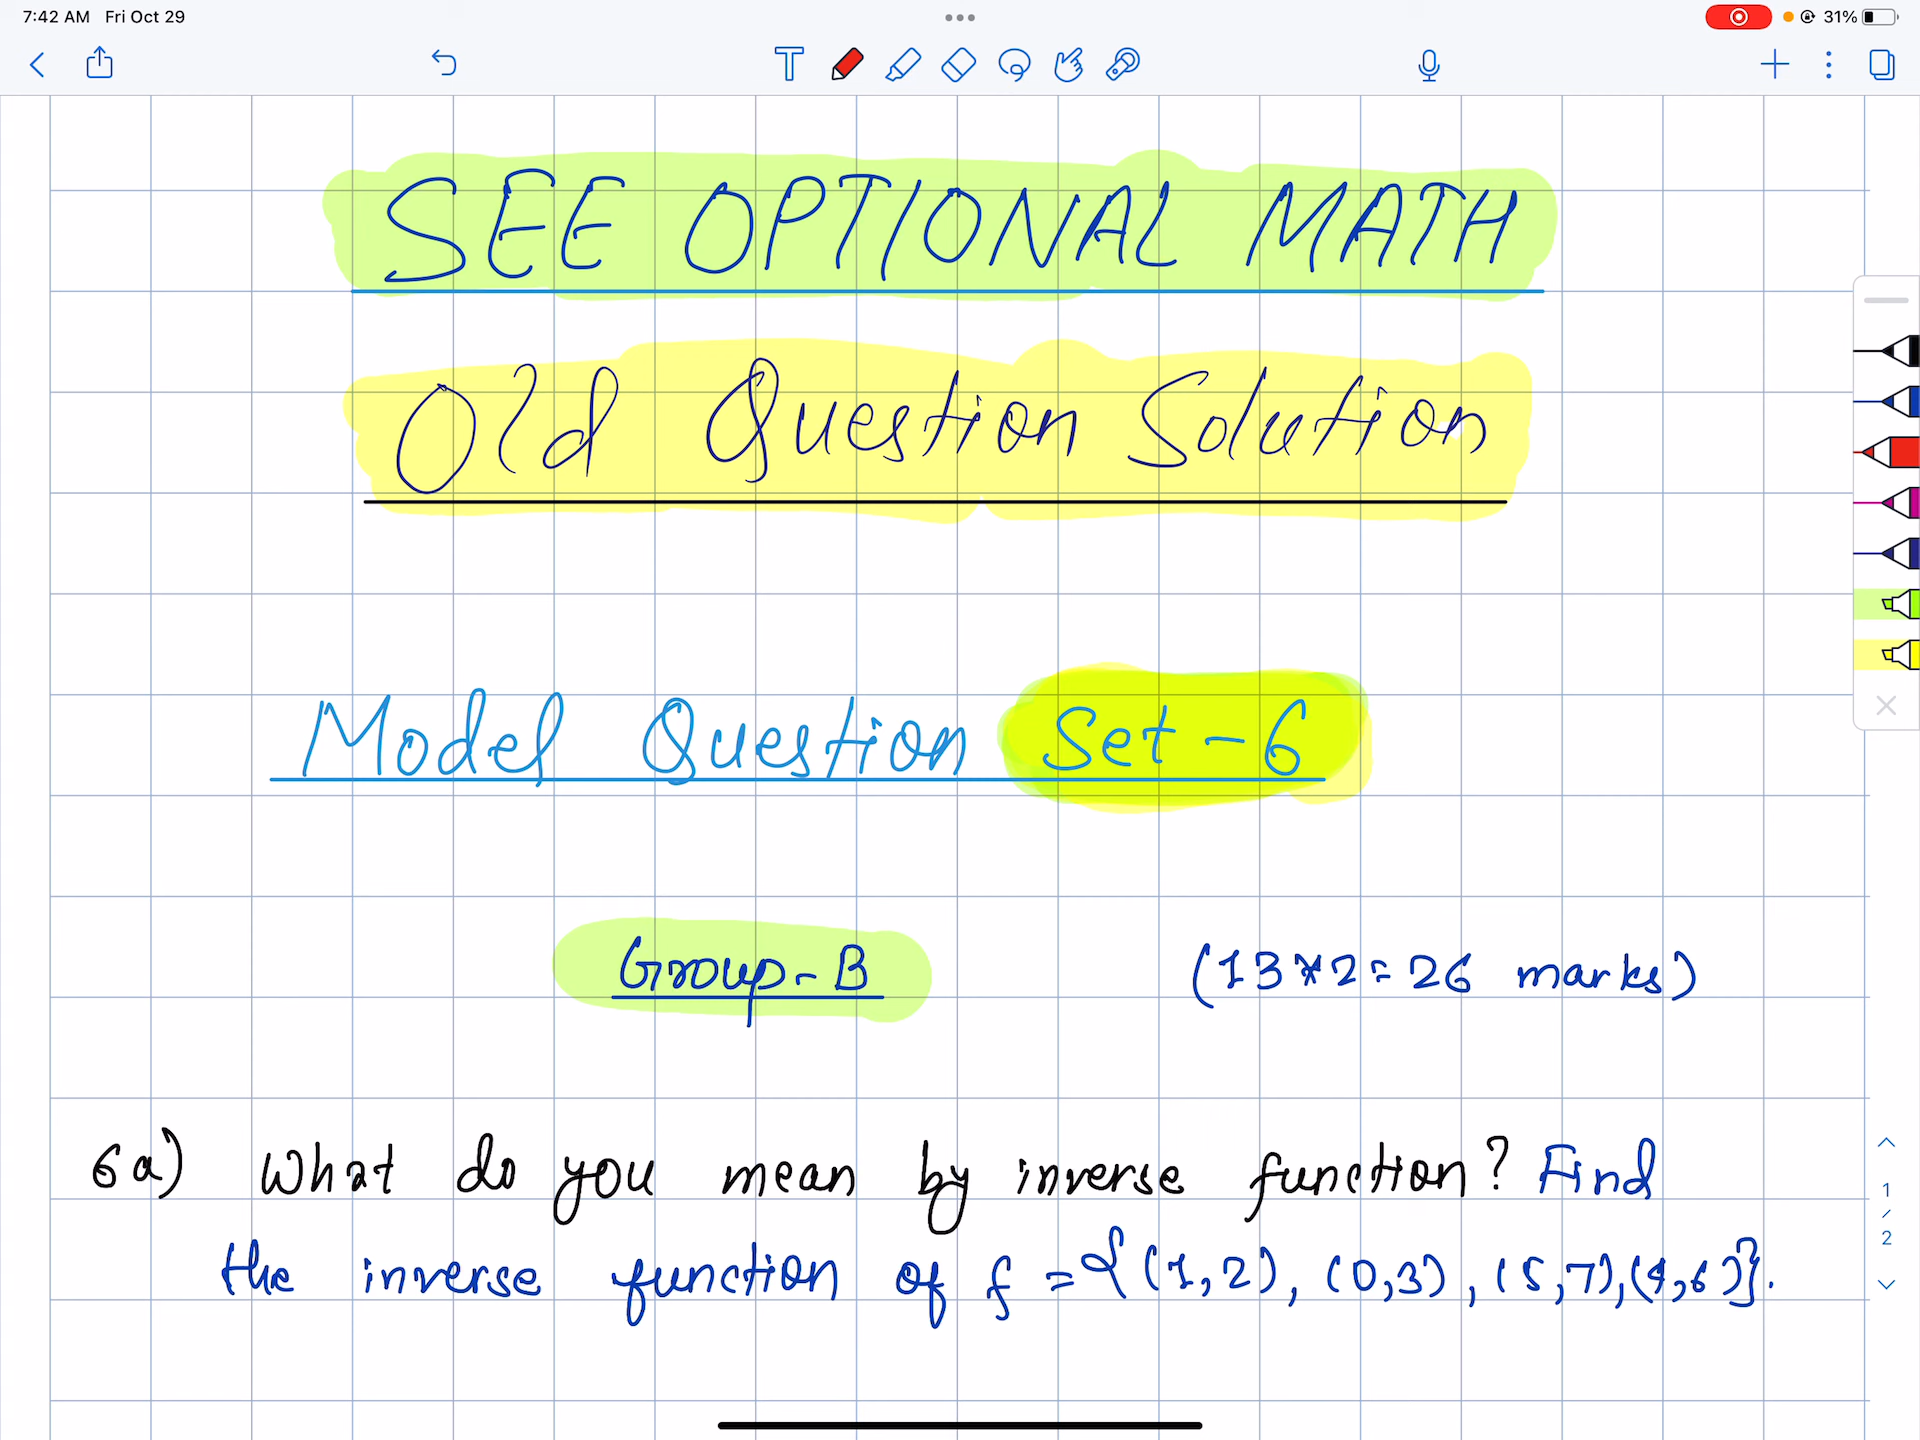 7:42 AM Fri Oct 29
31%
SEE OPTIONAL MATH
Old Question Solution
Model Question Set - 6
Group - B (13*2=26 marks)
6a) What do you mean by inverse function? Find
the inverse function of f = {(1,2), (0,3), (5,7), (4,6)}.
1
/
2